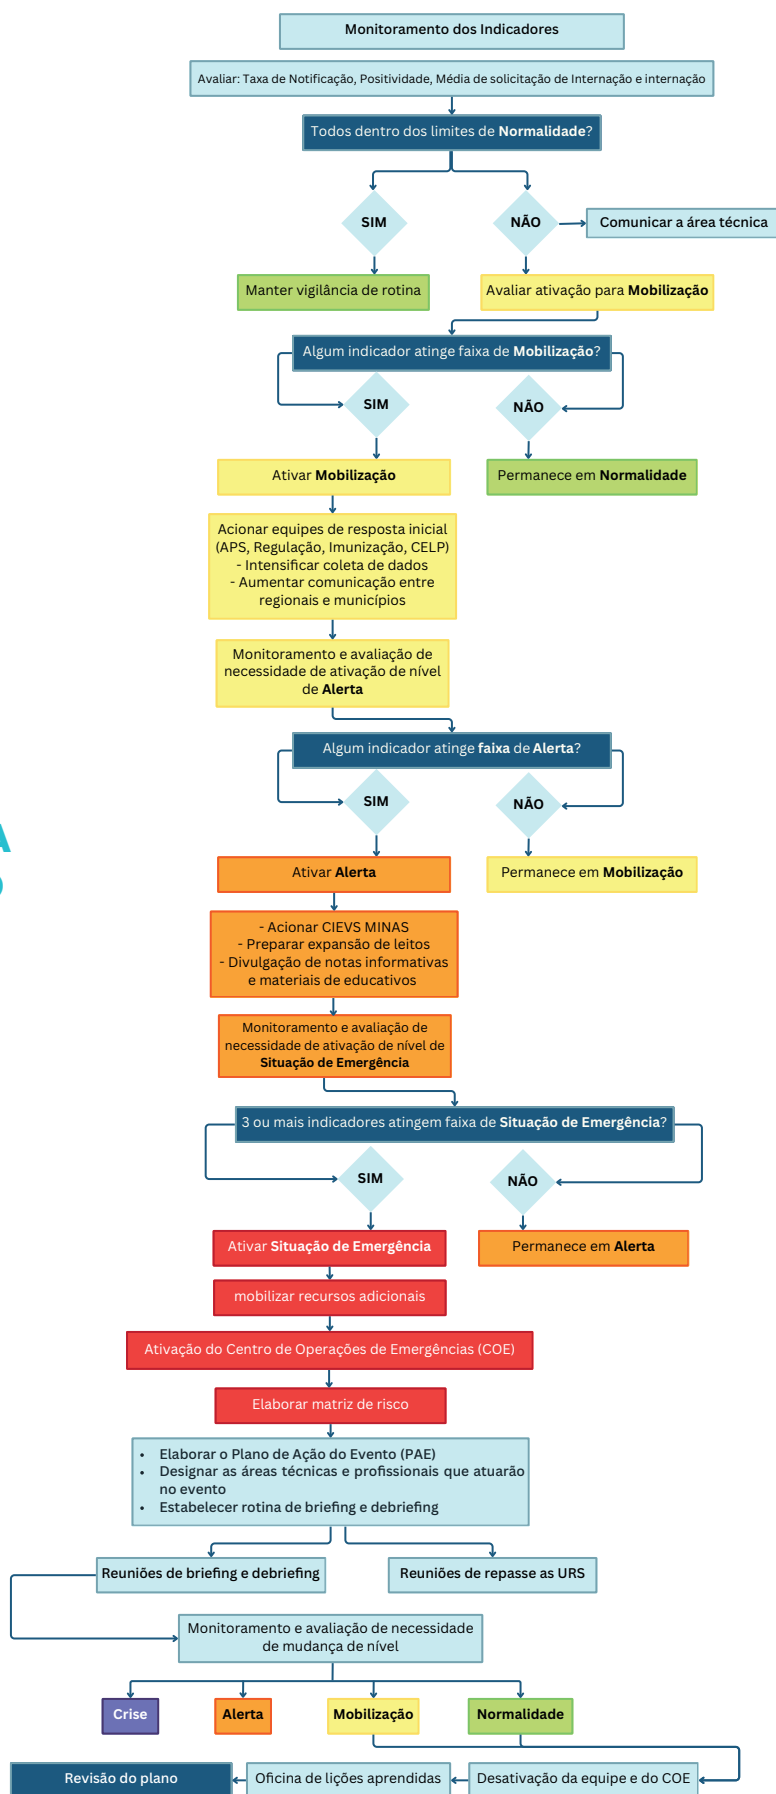 Monitoramento dos Indicadores
Avaliar: Taxa de Notificação, Positividade, Média de solicitação de Internação e internação
Todos dentro dos limites de Normalidade?
SIM
NÃO
Comunicar a área técnica
Manter vigilância de rotina
Avaliar ativação para Mobilização
Algum indicador atinge faixa de Mobilização?
SIM
NÃO
Ativar Mobilização
Permanece em Normalidade
Acionar equipes de resposta inicial
(APS, Regulação, Imunização, CELP)
- Intensificar coleta de dados
- Aumentar comunicação entre
regionais e municípios
Monitoramento e avaliação de
necessidade de ativação de nível
de Alerta
Algum indicador atinge faixa de Alerta?
SIM
NÃO
A
Ativar Alerta
Permanece em Mobilização
- Acionar CIEVS MINAS
- Preparar expansão de leitos
- Divulgação de notas informativas
e materiais de educativos
Monitoramento e avaliação de
necessidade de ativação de nível de
Situação de Emergência
3 ou mais indicadores atingem faixa de Situação de Emergência?
SIM
NÃO
Ativar Situação de Emergência
Permanece em Alerta
mobilizar recursos adicionais
Ativação do Centro de Operações de Emergências (COE)
Elaborar matriz de risco
• Elaborar o Plano de Ação do Evento (PAE)
• Designar as áreas técnicas e profissionais que atuarão
no evento
• Estabelecer rotina de briefing e debriefing
Reuniões de briefing e debriefing
Reuniões de repasse as URS
Monitoramento e avaliação de necessidade
de mudança de nível
Crise
Alerta
Mobilização
Normalidade
Revisão do plano
Oficina de lições aprendidas
Desativação da equipe e do COE